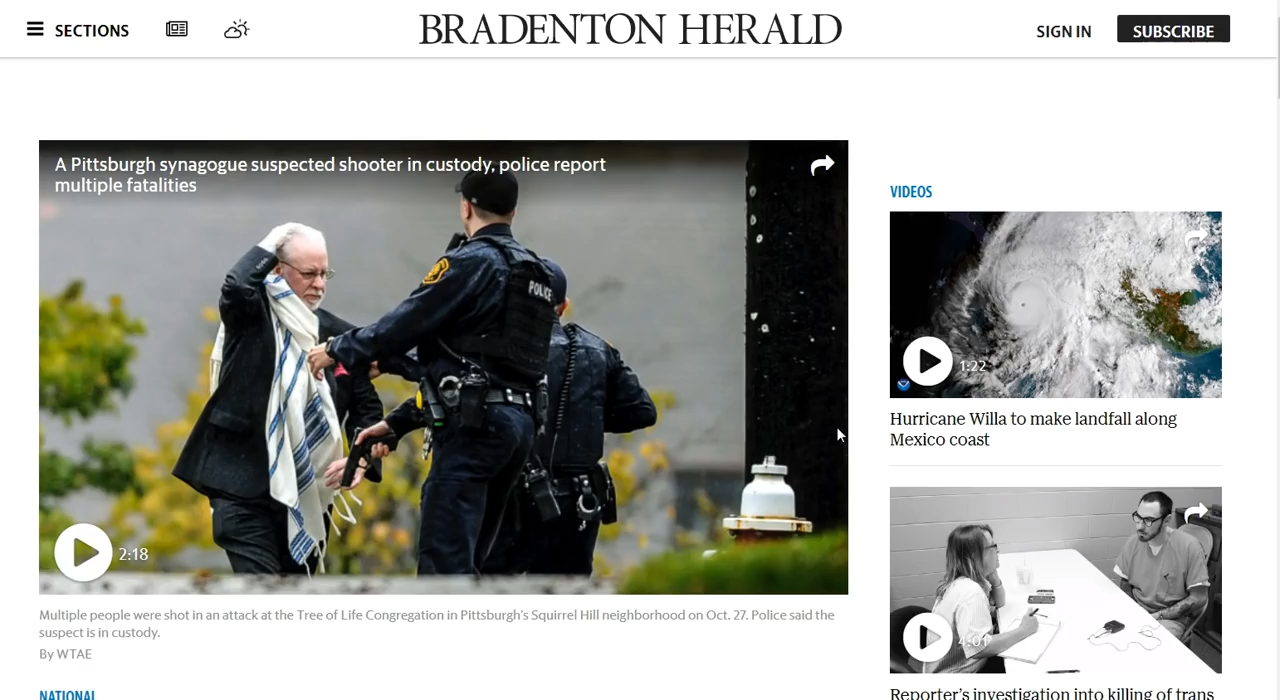 SECTIONS
BRADENTON HERALD
SIGN IN
SUBSCRIBE
A Pittsburgh synagogue suspected shooter in custody, police report
multiple fatalities
POLICE
2:18
Multiple people were shot in an attack at the Tree of Life Congregation in Pittsburgh's Squirrel Hill neighborhood on Oct. 27. Police said the
suspect is in custody.
By WTAE
NATIONAL
VIDEOS
1:22
Hurricane Willa to make landfall along
Mexico coast
4:01
Reporter's investigation into killing of trans